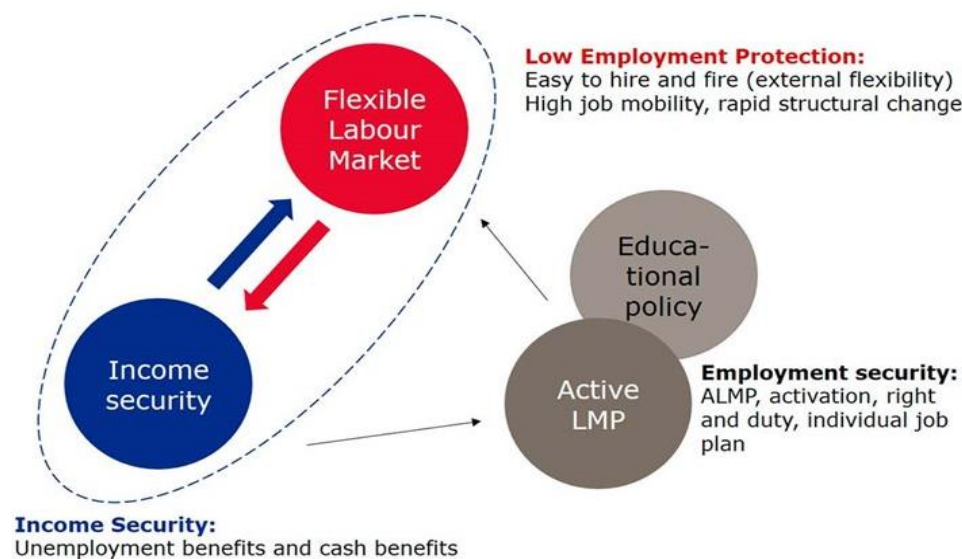 Low Employment Protection:
Easy to hire and fire (external flexibility)
High job mobility, rapid structural change
Flexible
Labour
Market
Educa-
tional
policy
Income
security
Active
LMP
Employment security:
ALMP, activation, right
and duty, individual job
plan
Income Security:
Unemployment benefits and cash benefits